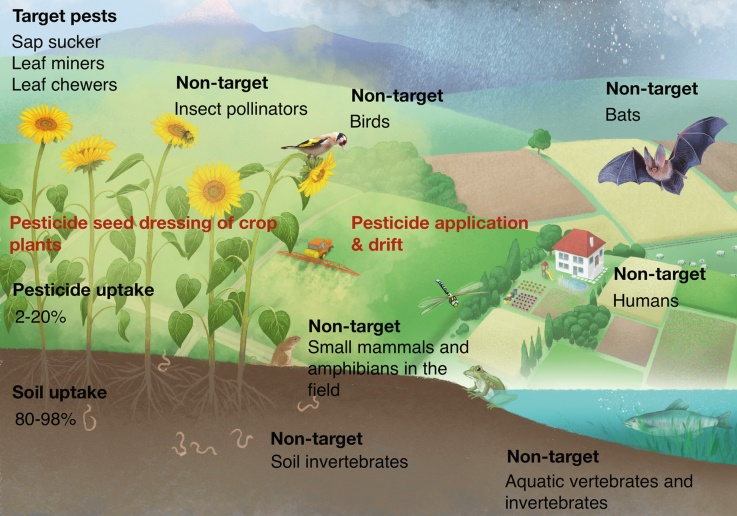 Target pests
Sap sucker
Leaf miners
Leaf chewers
Non-target
Insect pollinators
Non-target
Birds
Non-target
Bats
Pesticide seed dressing of crop
plants
Pesticide application
& drift
Pesticide uptake
2-20%
Non-target
Humans
Non-target
Small mammals and
amphibians in the
field
Soil uptake
80-98%
Non-target
Soil invertebrates
Non-target
Aquatic vertebrates and
invertebrates